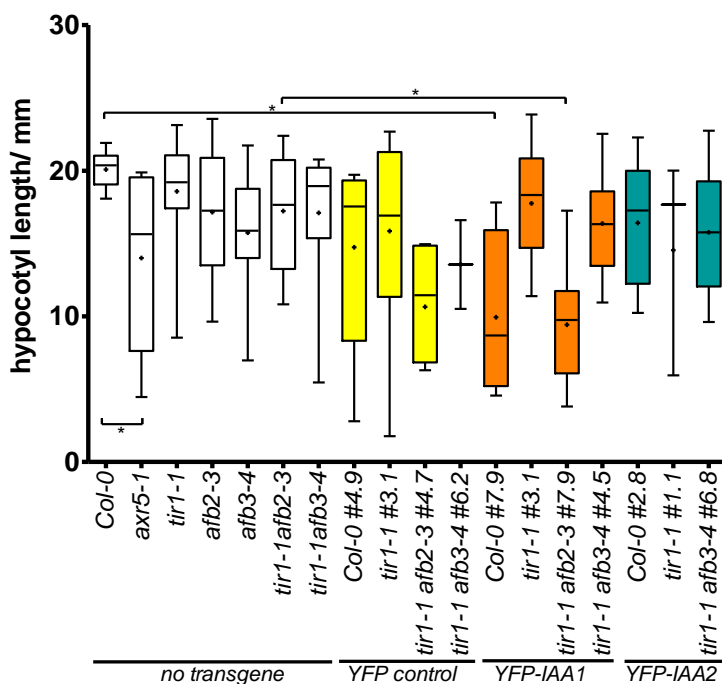 30
20
10
0
hypocotyl length/ mm
*
*
*
Col-0
axr5-1
tir1-1
afb2-3
afb3-4
tir1-1afb2-3
tir1-1afb3-4
Col-0 #4.9
tir1-1 #3.1
tir1-1 afb2-3 #4.7
tir1-1 afb3-4 #6.2
Col-0 #7.9
tir1-1 #3.1
tir1-1 afb2-3 #7.9
tir1-1 afb3-4 #4.5
Col-0 #2.8
tir1-1 #1.1
tir1-1 afb3-4 #6.8
no transgene
YFP control
YFP-IAA1
YFP-IAA2